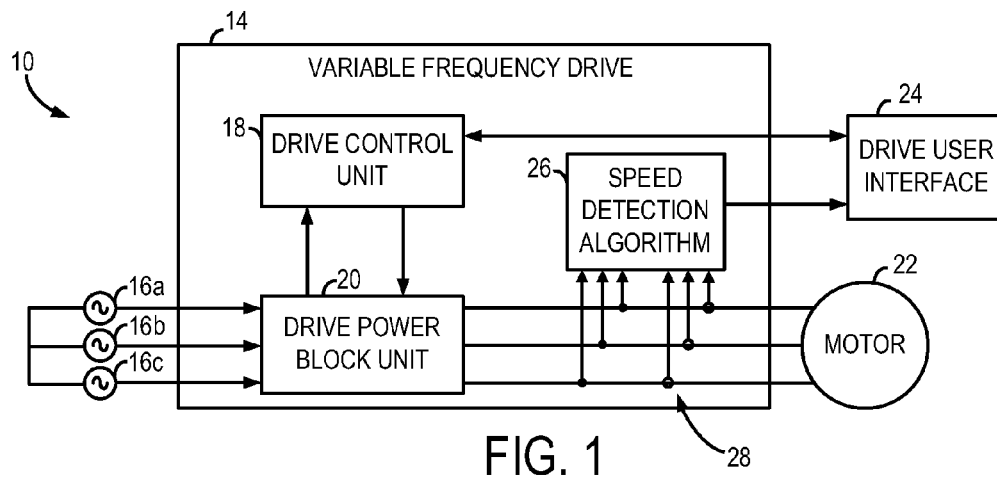 10
14
VARIABLE FREQUENCY DRIVE
18
DRIVE CONTROL
UNIT
24
DRIVE USER
INTERFACE
26
SPEED
DETECTION
ALGORITHM
16a
16b
16c
20
DRIVE POWER
BLOCK UNIT
22
MOTOR
28
FIG. 1